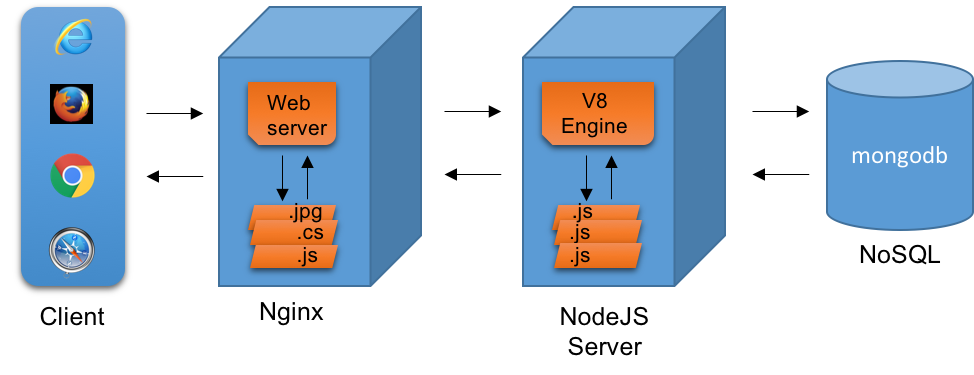 Web
server
.jpg
.cs
.js
V8
Engine
.js
.js
.js
mongodb
Client
Nginx
NodeJS
Server
NoSQL